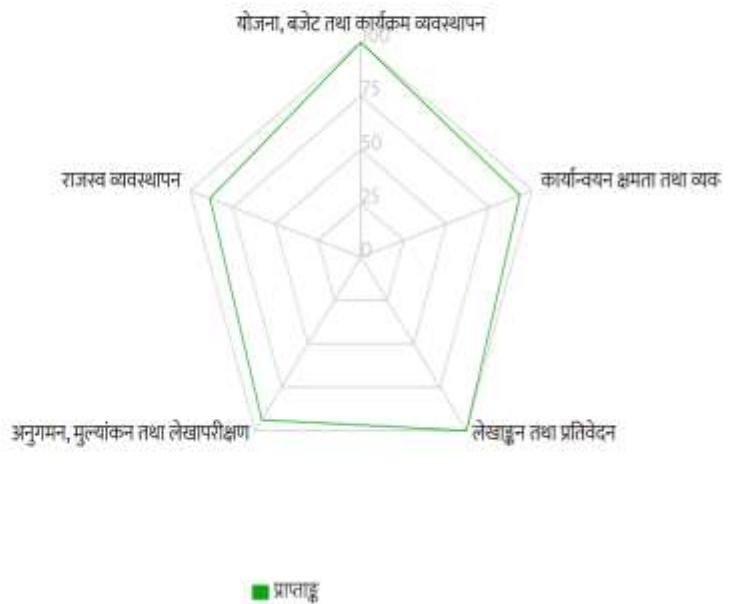 योजना, बजेट तथा कार्यक्रम व्यवस्थापन
100
75
राजस्व व्यवस्थापन
50
कार्यान्वयन क्षमता तथा व्यव
25
0
अनुगमन, मुल्यांकन तथा लेखापरीक्षण
लेखाङ्कन तथा प्रतिवेदन
प्राप्ताङ्क